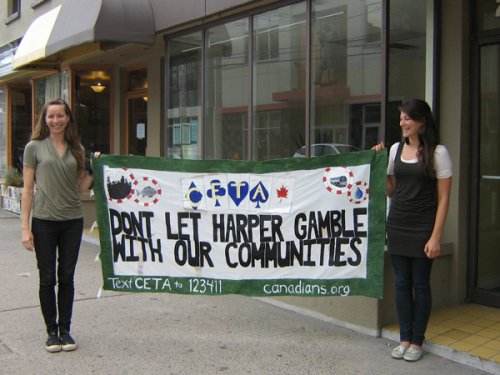 CETA
DONT LET HARPER GAMBLE
WITH OUR COMMUNITIES
Text CETA to 123411
canadians.org